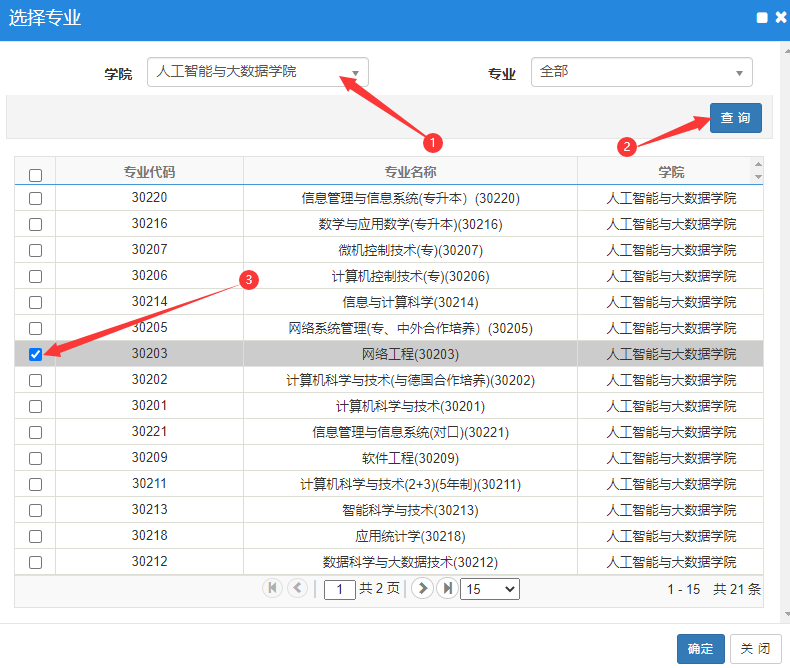 选择专业
学院 人工智能与大数据学院 专业 全部
1
查 询
2
专业代码 专业名称 学院
30220 信息管理与信息系统(专升本）(30220) 人工智能与大数据学院
30216 数学与应用数学(专升本)(30216) 人工智能与大数据学院
30207 微机控制技术(专)(30207) 人工智能与大数据学院
30206 计算机控制技术(专)(30206) 人工智能与大数据学院
3
30214 信息与计算科学(30214) 人工智能与大数据学院
30205 网络系统管理(专、中外合作培养）(30205) 人工智能与大数据学院
30203 网络工程(30203) 人工智能与大数据学院
30202 计算机科学与技术(与德国合作培养)(30202) 人工智能与大数据学院
30201 计算机科学与技术(30201) 人工智能与大数据学院
30221 信息管理与信息系统(对口)(30221) 人工智能与大数据学院
30209 软件工程(30209) 人工智能与大数据学院
30211 计算机科学与技术(2+3)(5年制)(30211) 人工智能与大数据学院
30213 智能科学与技术(30213) 人工智能与大数据学院
30218 应用统计学(30218) 人工智能与大数据学院
30212 数据科学与大数据技术(30212) 人工智能与大数据学院
1 共 2 页 15 1 - 15 共 21 条
确定 关 闭